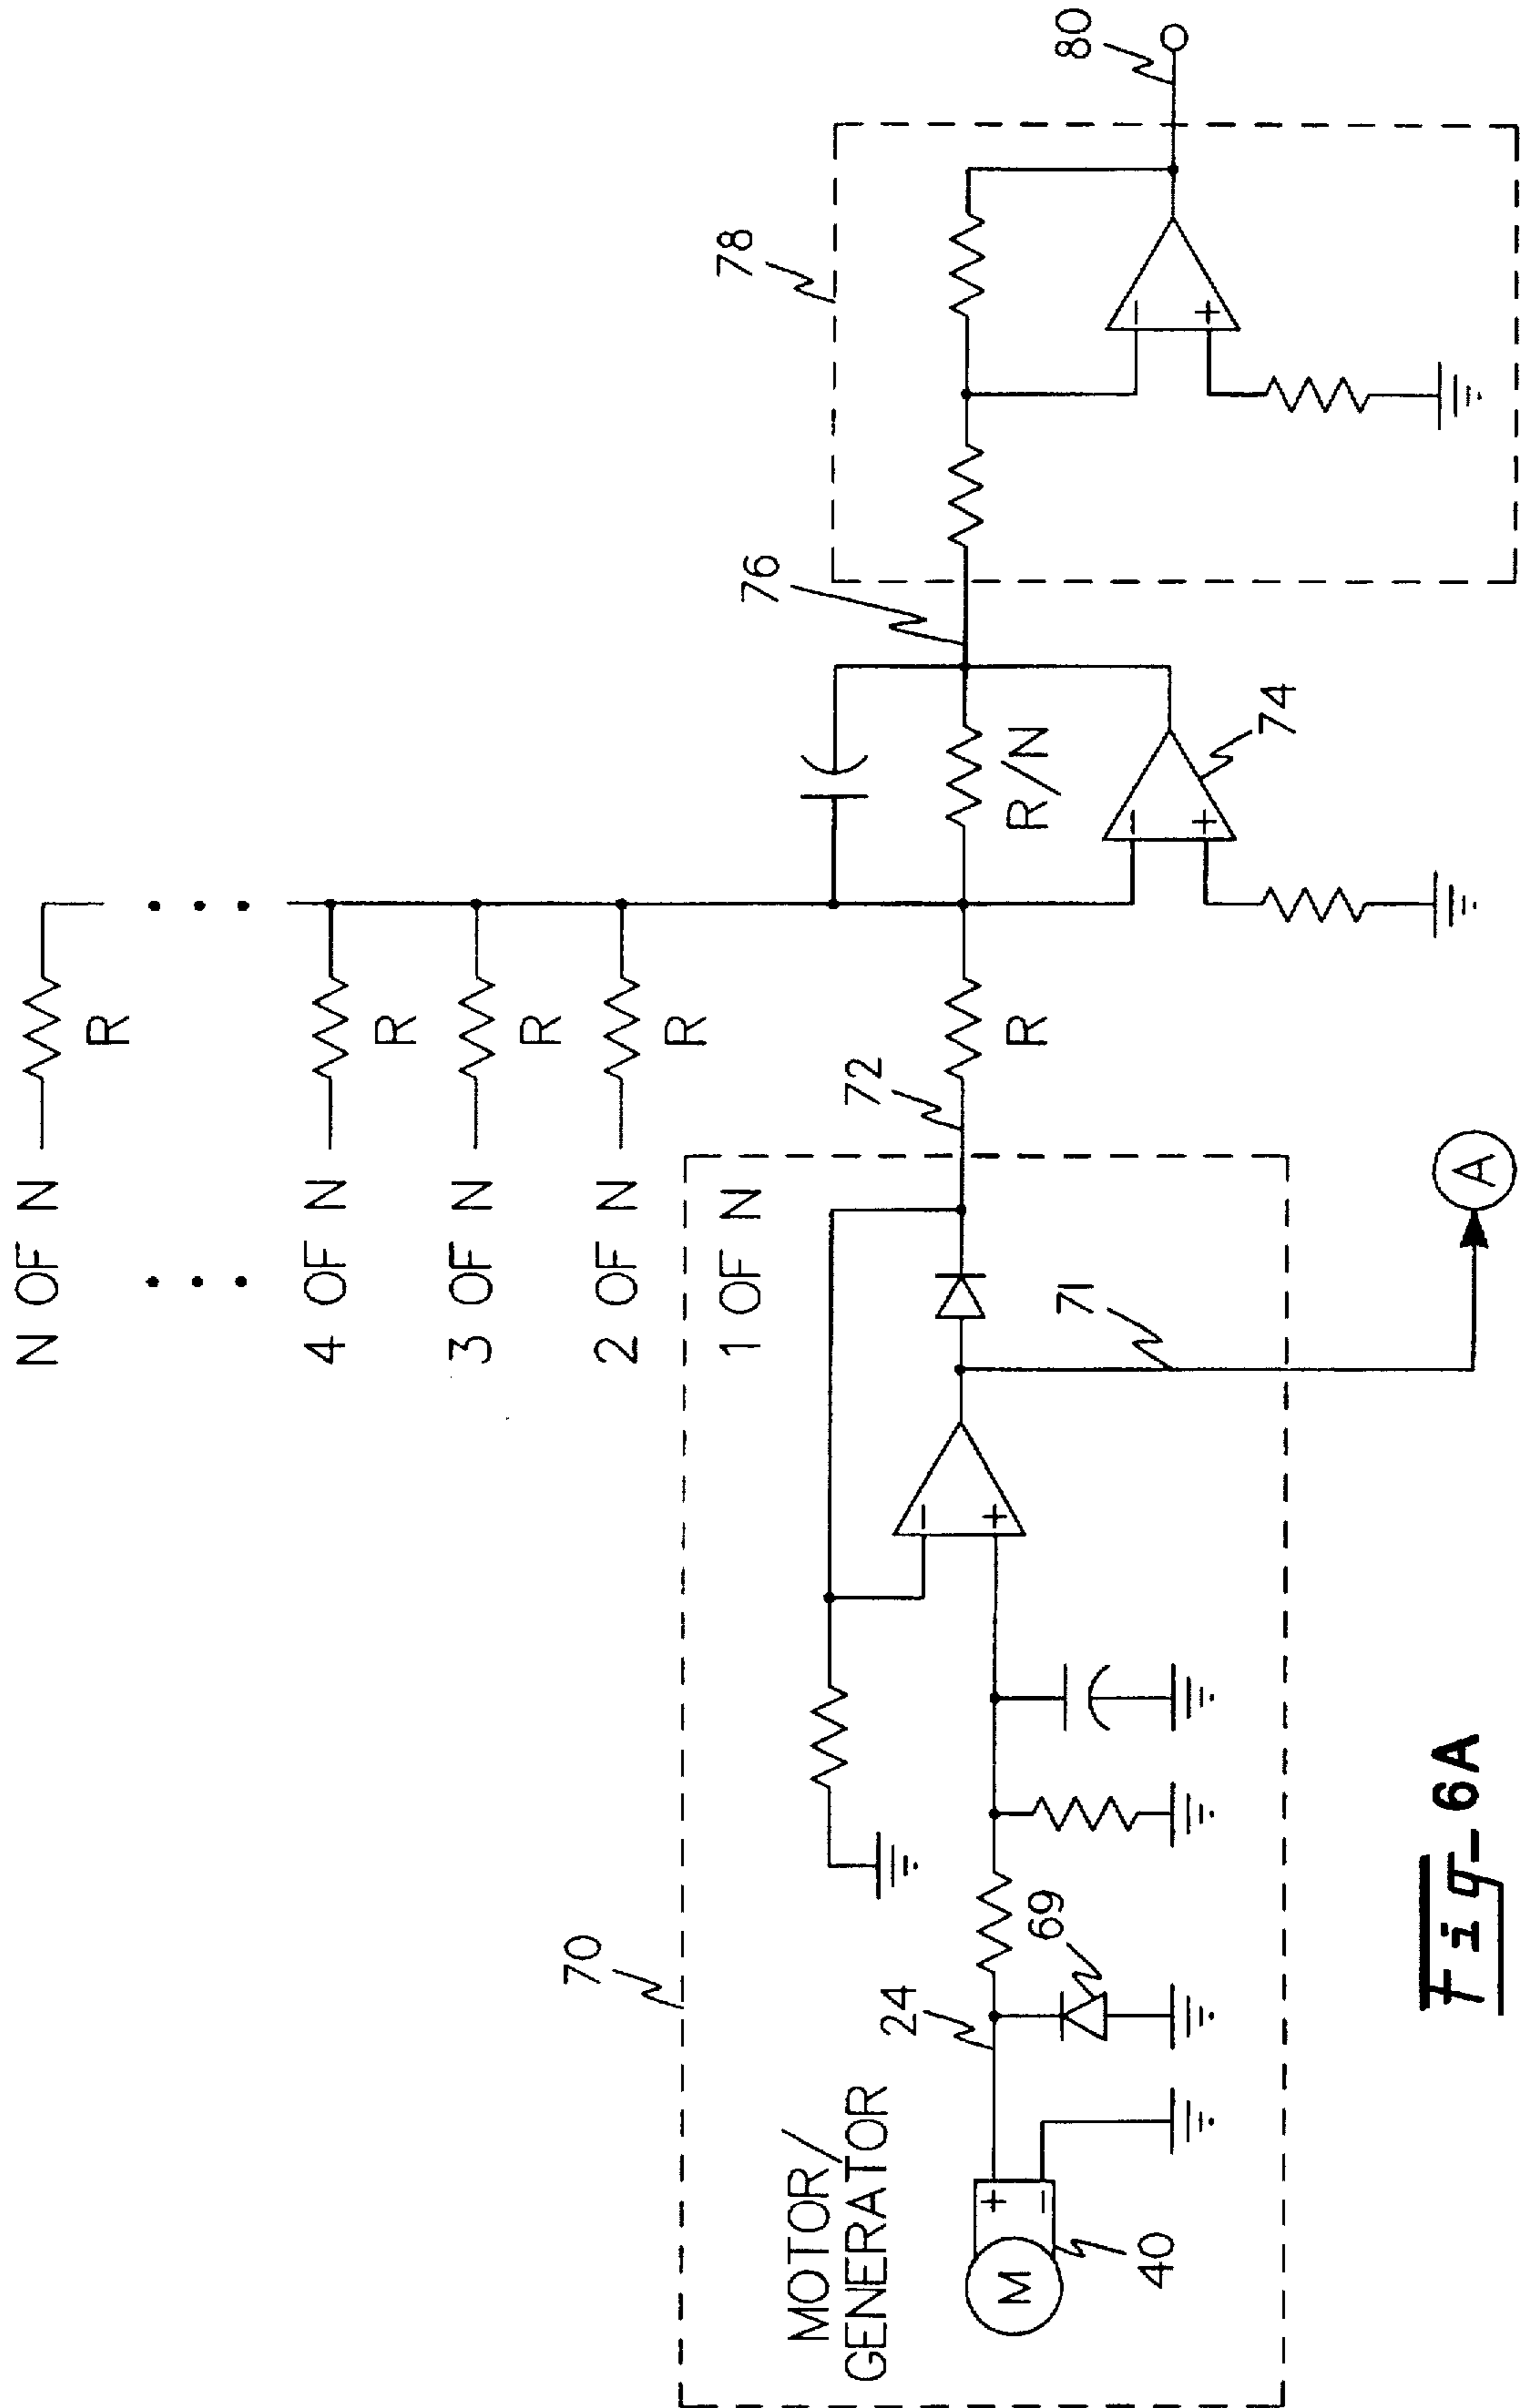 N OF N
R
4 OF N
R
3 OF N
R
2 OF N
R
70
1 OF N
72
R
76
R/N
74
78
80
MOTOR/
GENERATOR
M
+
−
40
24
69
−
+
71
A
−
+
−
+
Fig-6A